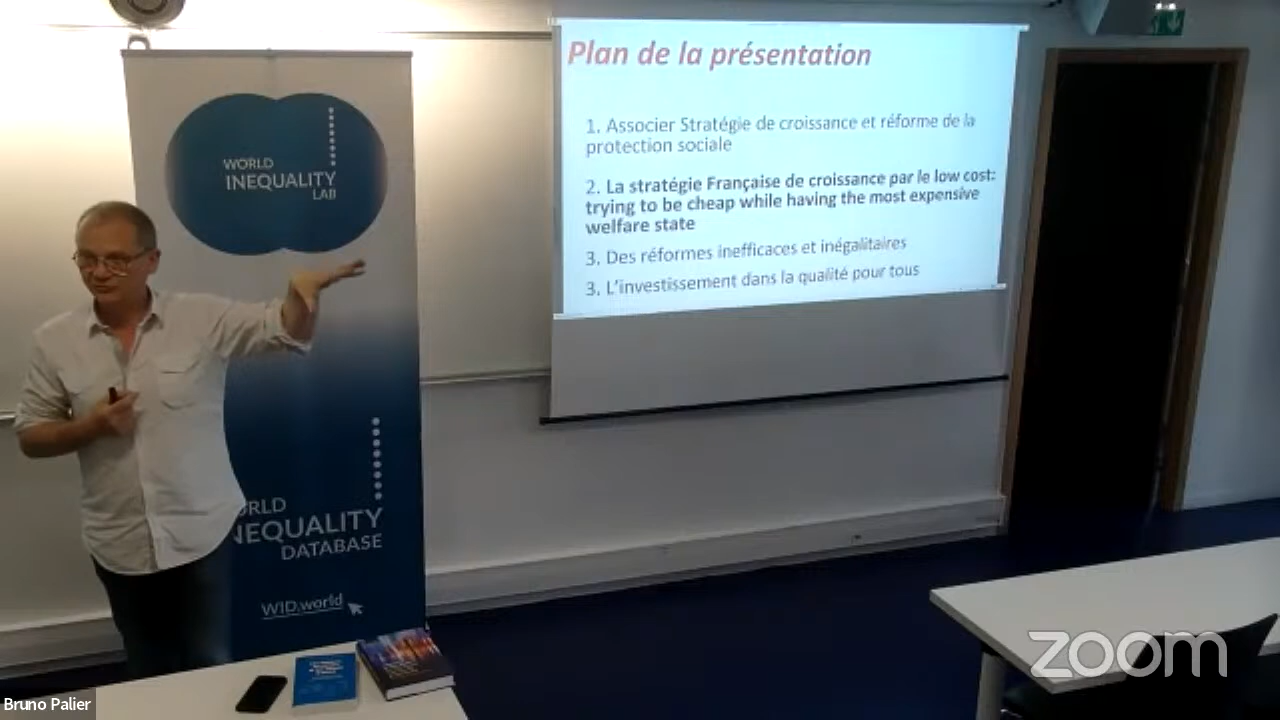 WORLD
INEQUALITY
LAB
RLD
NEQUALITY
DATABASE
WID.world
Plan de la présentation
1. Associer Stratégie de croissance et réforme de la
protection sociale
2. La stratégie Française de croissance par le low cost:
trying to be cheap while having the most expensive
welfare state
3. Des réformes inefficaces et inégalitaires
3. L'investissement dans la qualité pour tous
zoom
Bruno Palier